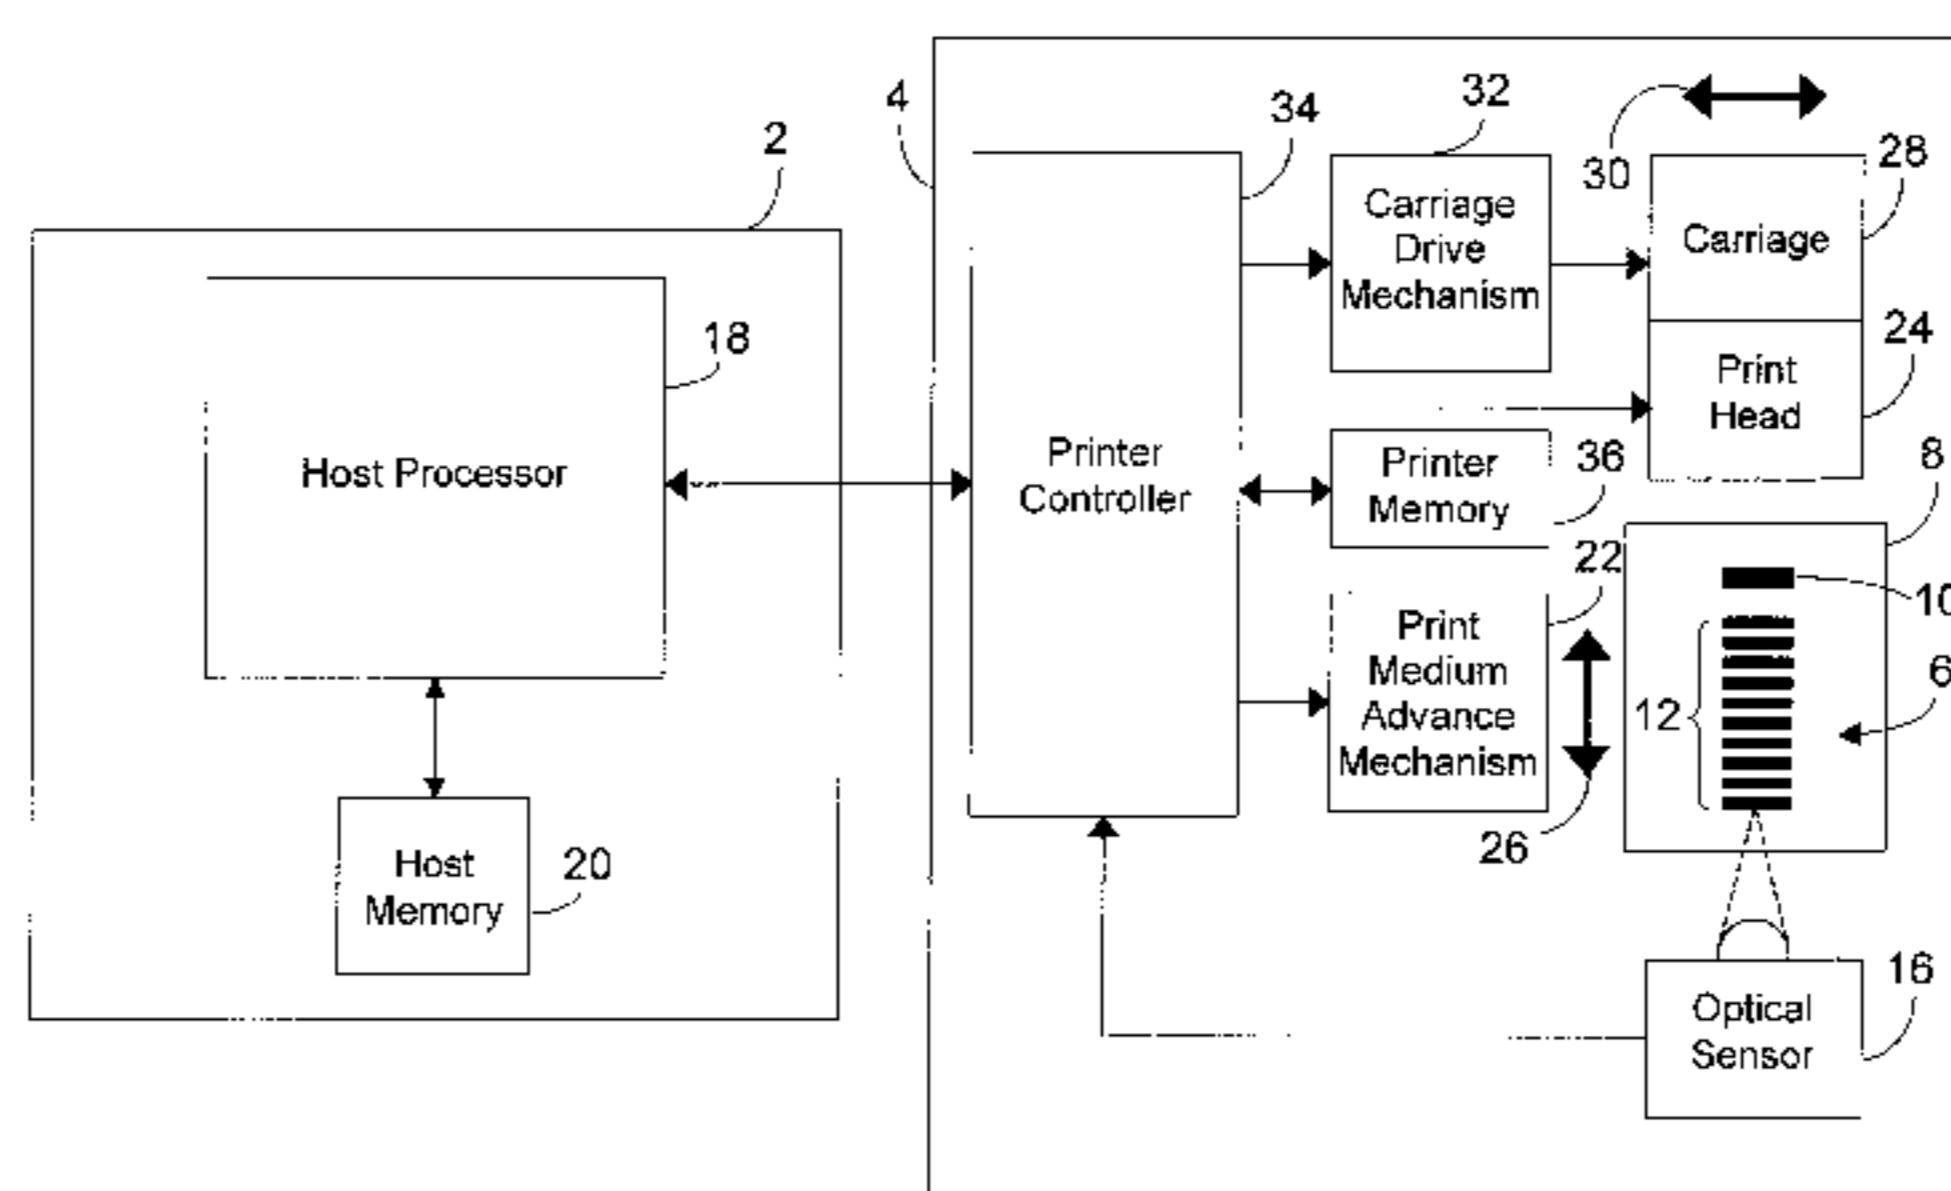 2
18
Host Processor
Host
Memory
20
4
34
Printer
Controller
32
Carriage
Drive
Mechanism
30
28
Carriage
24
Print
Head
36
Printer
Memory
22
Print
Medium
Advance
Mechanism
26
8
10
12
6
16
Optical
Sensor